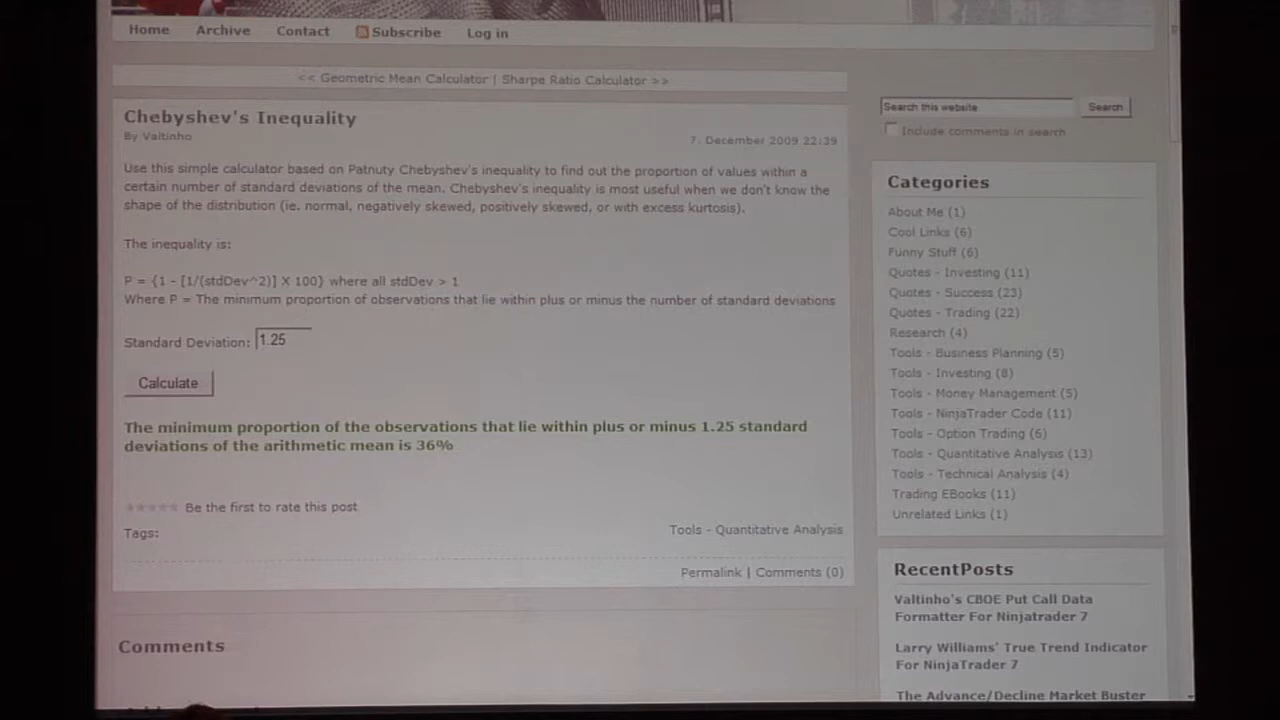 Home Archive Contact Subscribe Log in
<< Geometric Mean Calculator | Sharpe Ratio Calculator >>
Chebyshev's Inequality
By Valtinho
7. December 2009 22:39
Use this simple calculator based on Patnuty Chebyshev's inequality to find out the proportion of values within a
certain number of standard deviations of the mean. Chebyshev's inequality is most useful when we don't know the
shape of the distribution (ie. normal, negatively skewed, positively skewed, or with excess kurtosis).
The inequality is:
P = {1 - [1/(stdDev^2)] X 100} where all stdDev > 1
Where P = The minimum proportion of observations that lie within plus or minus the number of standard deviations
Standard Deviation: 1.25
Calculate
The minimum proportion of the observations that lie within plus or minus 1.25 standard
deviations of the arithmetic mean is 36%
Be the first to rate this post
Tags:
Tools - Quantitative Analysis
Permalink | Comments (0)
Comments
Search this website Search
Include comments in search
Categories
About Me (1)
Cool Links (6)
Funny Stuff (6)
Quotes - Investing (11)
Quotes - Success (23)
Quotes - Trading (22)
Research (4)
Tools - Business Planning (5)
Tools - Investing (8)
Tools - Money Management (5)
Tools - NinjaTrader Code (11)
Tools - Option Trading (6)
Tools - Quantitative Analysis (13)
Tools - Technical Analysis (4)
Trading EBooks (11)
Unrelated Links (1)
RecentPosts
Valtinho's CBOE Put Call Data
Formatter For Ninjatrader 7
Larry Williams' True Trend Indicator
For NinjaTrader 7
The Advance/Decline Market Buster